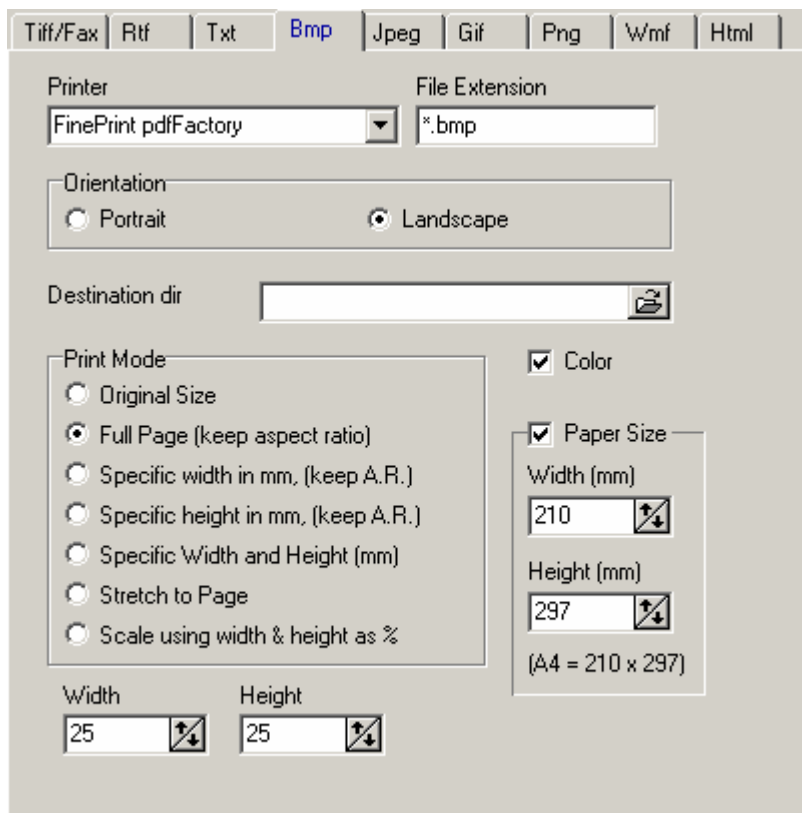 Tiff/Fax Rtf Txt Bmp Jpeg Gif Png Wmf Html
Printer File Extension
FinePrint pdfFactory *.bmp
Orientation
Portrait Landscape
Destination dir
Print Mode Color
Original Size
Full Page (keep aspect ratio) Paper Size
Specific width in mm, (keep A.R.) Width (mm)
Specific height in mm, (keep A.R.) 210
Specific Width and Height (mm) Height (mm)
Stretch to Page 297
Scale using width & height as %
(A4 = 210 x 297)
Width Height
25 25